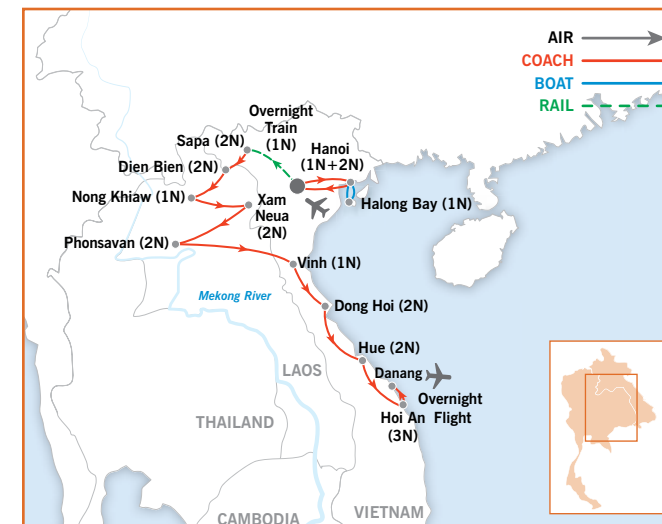 AIR
COACH
BOAT
RAIL
Overnight
Train
(1N)
Sapa (2N)
Hanoi
(1N+2N)
Dien Bien (2N)
Nong Khiaw (1N)
Xam
Neua
(2N)
Halong Bay (1N)
Phonsavan (2N)
Vinh (1N)
Mekong River
Dong Hoi (2N)
Hue (2N)
LAOS
Danang
Overnight
Hoi An Flight
(3N)
THAILAND
CAMBODIA
VIETNAM